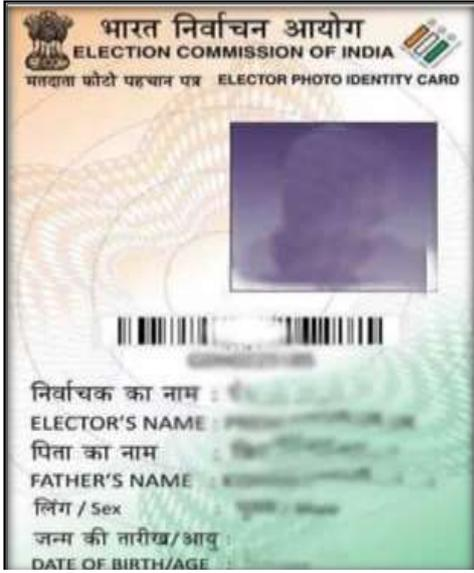 भारत निर्वाचन आयोग
ELECTION COMMISSION OF INDIA
मतदाता फोटो पहचान पत्र ELECTOR PHOTO IDENTITY CARD
निर्वाचक का नाम :
ELECTOR'S NAME :
पिता का नाम :
FATHER'S NAME :
लिंग / Sex :
जन्म की तारीख/आयु :
DATE OF BIRTH/AGE :